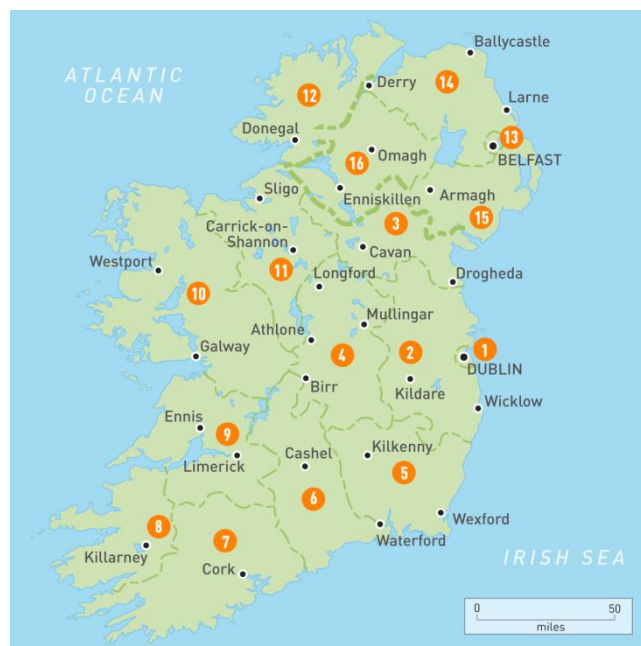 Ballycastle
ATLANTIC
OCEAN
12
Derry
14
Larne
Donegal
13
BELFAST
Omagh
16
Sligo
Enniskillen
Armagh
15
3
Carrick-on-
Shannon
Cavan
11
Westport
Longford
Drogheda
10
Mullingar
Athlone
Galway
4
2
1
DUBLIN
Birr
Kildare
Wicklow
Ennis
9
Limerick
Cashel
Kilkenny
5
6
Wexford
Waterford
8
7
Killarney
Cork
IRISH SEA
0
50
miles